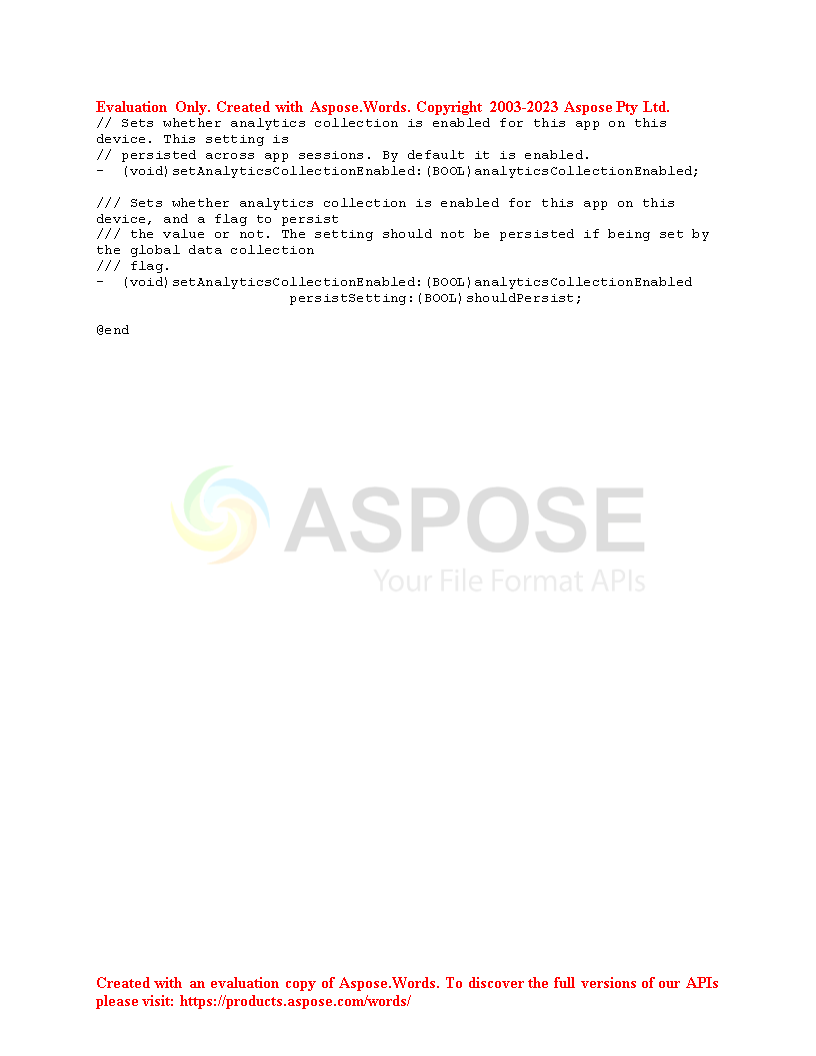 Evaluation Only. Created with Aspose.Words. Copyright 2003-2023 Aspose Pty Ltd.
// Sets whether analytics collection is enabled for this app on this
device. This setting is
// persisted across app sessions. By default it is enabled.
- (void)setAnalyticsCollectionEnabled:(BOOL)analyticsCollectionEnabled;
/// Sets whether analytics collection is enabled for this app on this
device, and a flag to persist
/// the value or not. The setting should not be persisted if being set by
the global data collection
/// flag.
- (void)setAnalyticsCollectionEnabled:(BOOL)analyticsCollectionEnabled
persistSetting:(BOOL)shouldPersist;
@end
ASPOSE
Your File Format APIs
Created with an evaluation copy of Aspose.Words. To discover the full versions of our APIs
please visit: https://products.aspose.com/words/